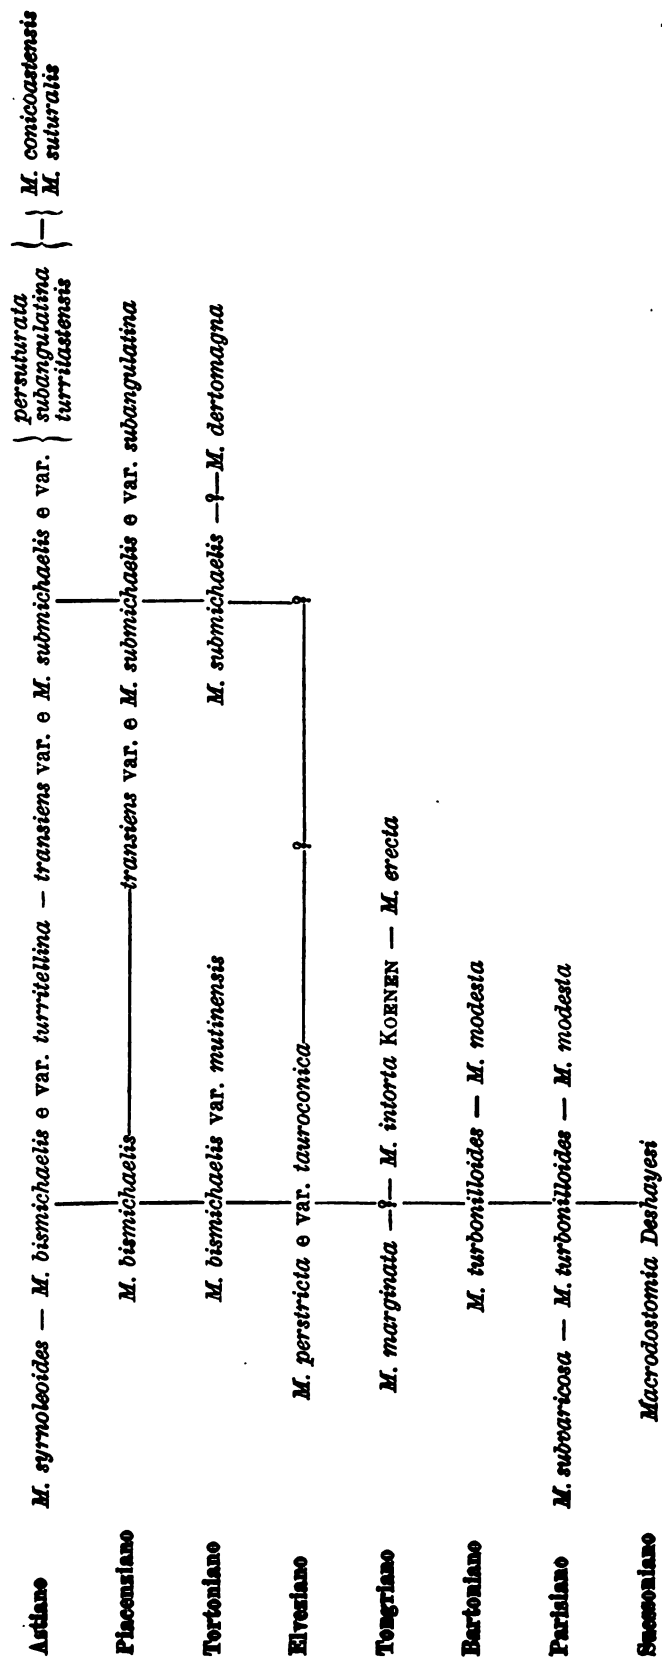 Astiano M. syrnoleoides — M. bismichaelis e var. turritellina — transiens var. e M. submichaelis e var. { persuturata subangulatina turritastensis } — { M. conicoastensis M. suturalis
Piacenziano M. bismichaelis — transiens var. e M. submichaelis e var. subangulatina
Tortoniano M. bismichaelis var. mutinensis M. submichaelis —?— M. dertomagna
Elveziano M. perstricta e var. tauroconica — ? — ?
Tongriano M. marginata —?— M. intorta KOENEN — M. erecta
Bartoniano M. turbonilloides — M. modesta
Parisiano M. subvaricosa — M. turbonilloides — M. modesta
Suessoniano Macrodostomia Deshayesi